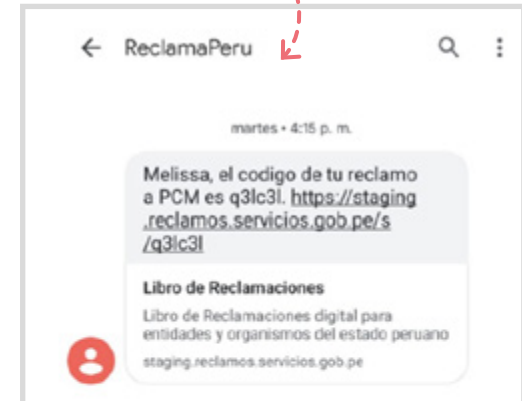 ReclamaPeru
martes • 4:15 p. m.
Melissa, el codigo de tu reclamo
a PCM es q3lc3l. https://staging
.reclamos.servicios.gob.pe/s
/q3lc3l
Libro de Reclamaciones
Libro de Reclamaciones digital para
entidades y organismos del estado peruano
staging.reclamos.servicios.gob.pe